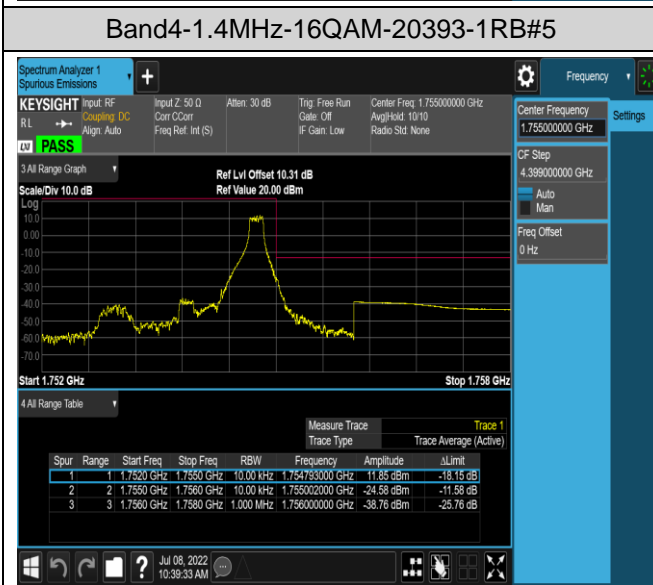 Band4-1.4MHz-16QAM-20393-1RB#5
Spectrum Analyzer 1
Spurious Emissions
Frequency
KEYSIGHT Input: RF Input Z: 50 Ω Atten: 30 dB Trig: Free Run Center Freq: 1.755000000 GHz
RL Coupling: DC Corr CCorr Gate: Off Avg|Hold: 10/10
Align: Auto Freq Ref: Int (S) IF Gain: Low Radio Std: None
LXI PASS
Center Frequency
1.755000000 GHz
Settings
CF Step
4.399000000 GHz
Auto
Man
Freq Offset
0 Hz
3 All Range Graph
Ref Lvl Offset 10.31 dB
Scale/Div 10.0 dB Ref Value 20.00 dBm
Log
10.0
0.00
-10.0
-20.0
-30.0
-40.0
-50.0
-60.0
-70.0
Start 1.752 GHz Stop 1.758 GHz
4 All Range Table
Measure Trace Trace 1
Trace Type Trace Average (Active)
Spur Range Start Freq Stop Freq RBW Frequency Amplitude ΔLimit
1 1 1.7520 GHz 1.7550 GHz 10.00 kHz 1.754793000 GHz 11.85 dBm -18.15 dB
2 2 1.7550 GHz 1.7560 GHz 10.00 kHz 1.755002000 GHz -24.58 dBm -11.58 dB
3 3 1.7560 GHz 1.7580 GHz 1.000 MHz 1.756000000 GHz -38.76 dBm -25.76 dB
Jul 08, 2022
10:39:33 AM